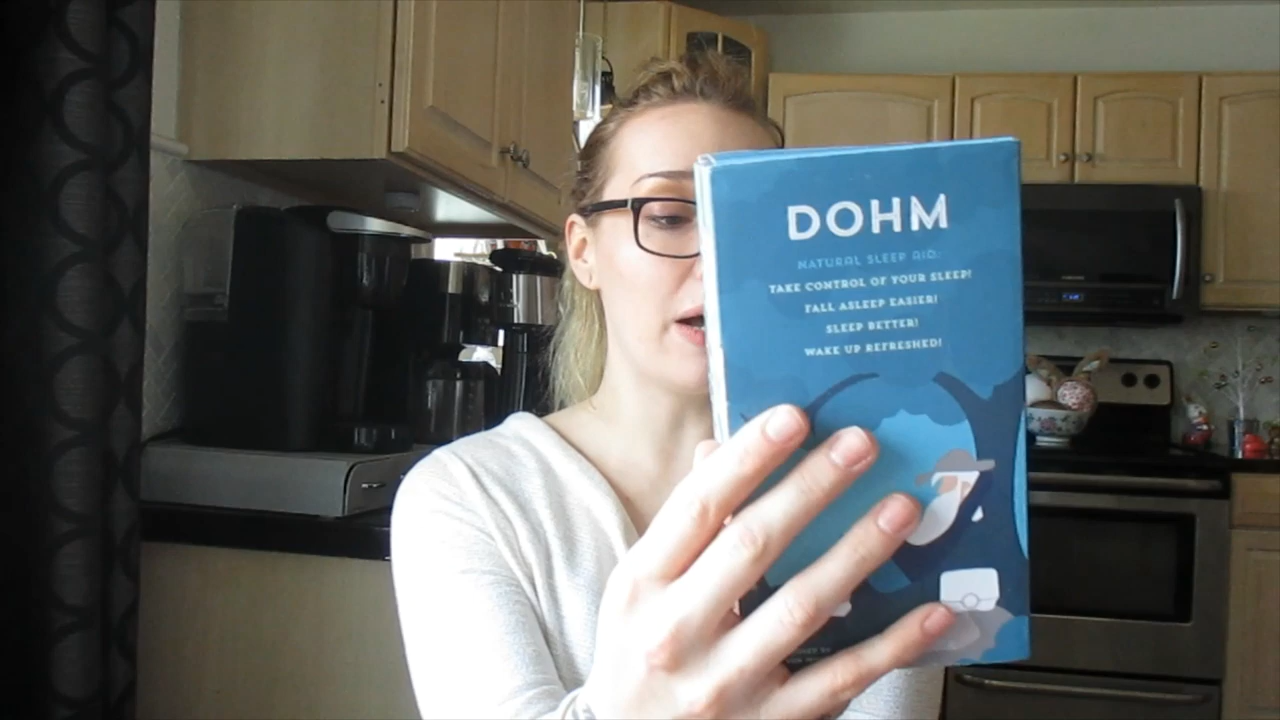 DOHM
NATURAL SLEEP AID:
TAKE CONTROL OF YOUR SLEEP!
FALL ASLEEP EASIER!
SLEEP BETTER!
WAKE UP REFRESHED!